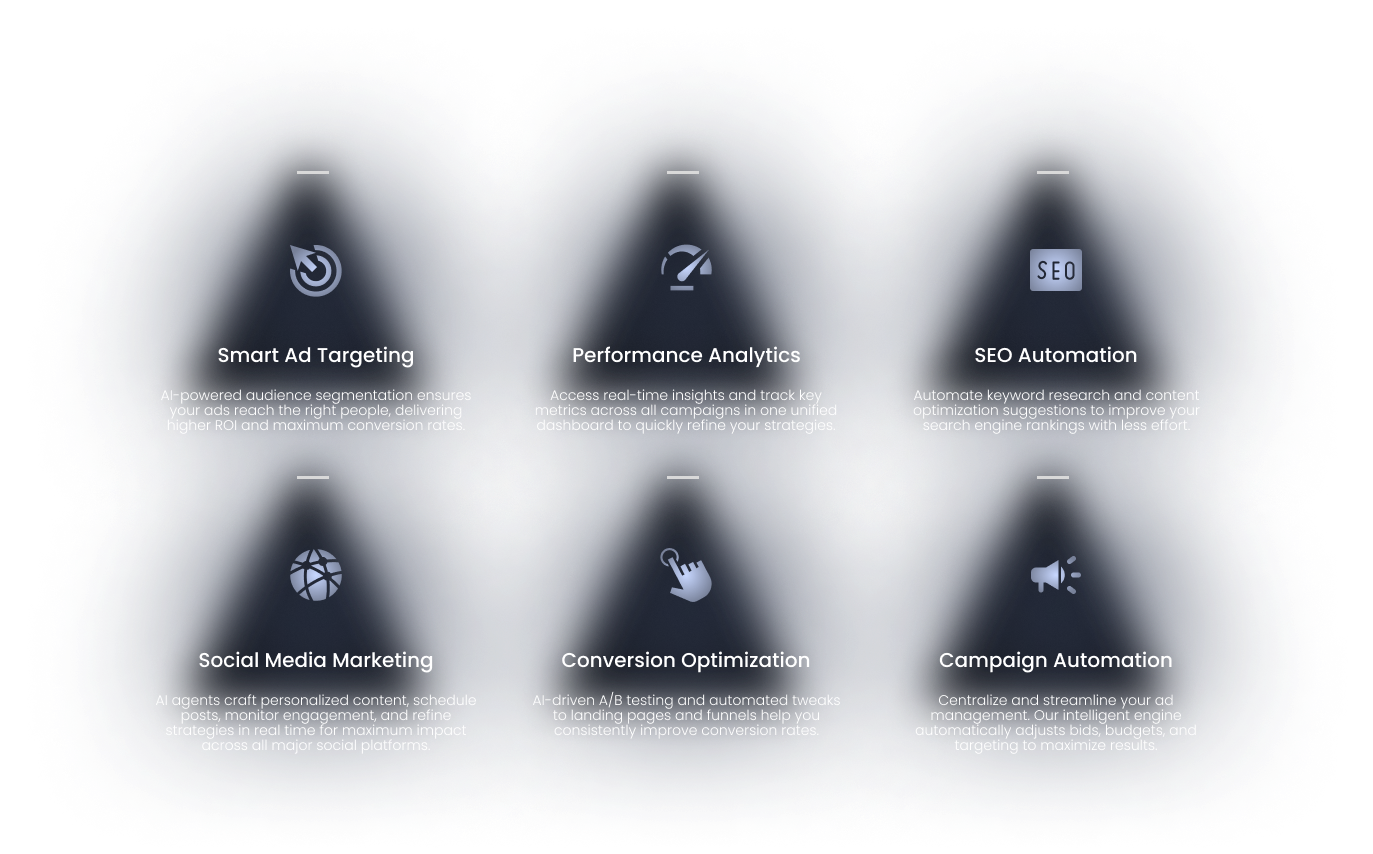 SEO
Smart Ad Targeting
Performance Analytics
SEO Automation
AI-powered audience segmentation ensures
your ads reach the right people, delivering
higher ROI and maximum conversion rates.
Access real-time insights and track key
metrics across all campaigns in one unified
dashboard to quickly refine your strategies.
Automate keyword research and content
optimization suggestions to improve your
search engine rankings with less effort.
Social Media Marketing
Conversion Optimization
Campaign Automation
AI agents craft personalized content, schedule
posts, monitor engagement, and refine
strategies in real time for maximum impact
across all major social platforms.
AI-driven A/B testing and automated tweaks
to landing pages and funnels help you
consistently improve conversion rates.
Centralize and streamline your ad
management. Our intelligent engine
automatically adjusts bids, budgets, and
targeting to maximize results.